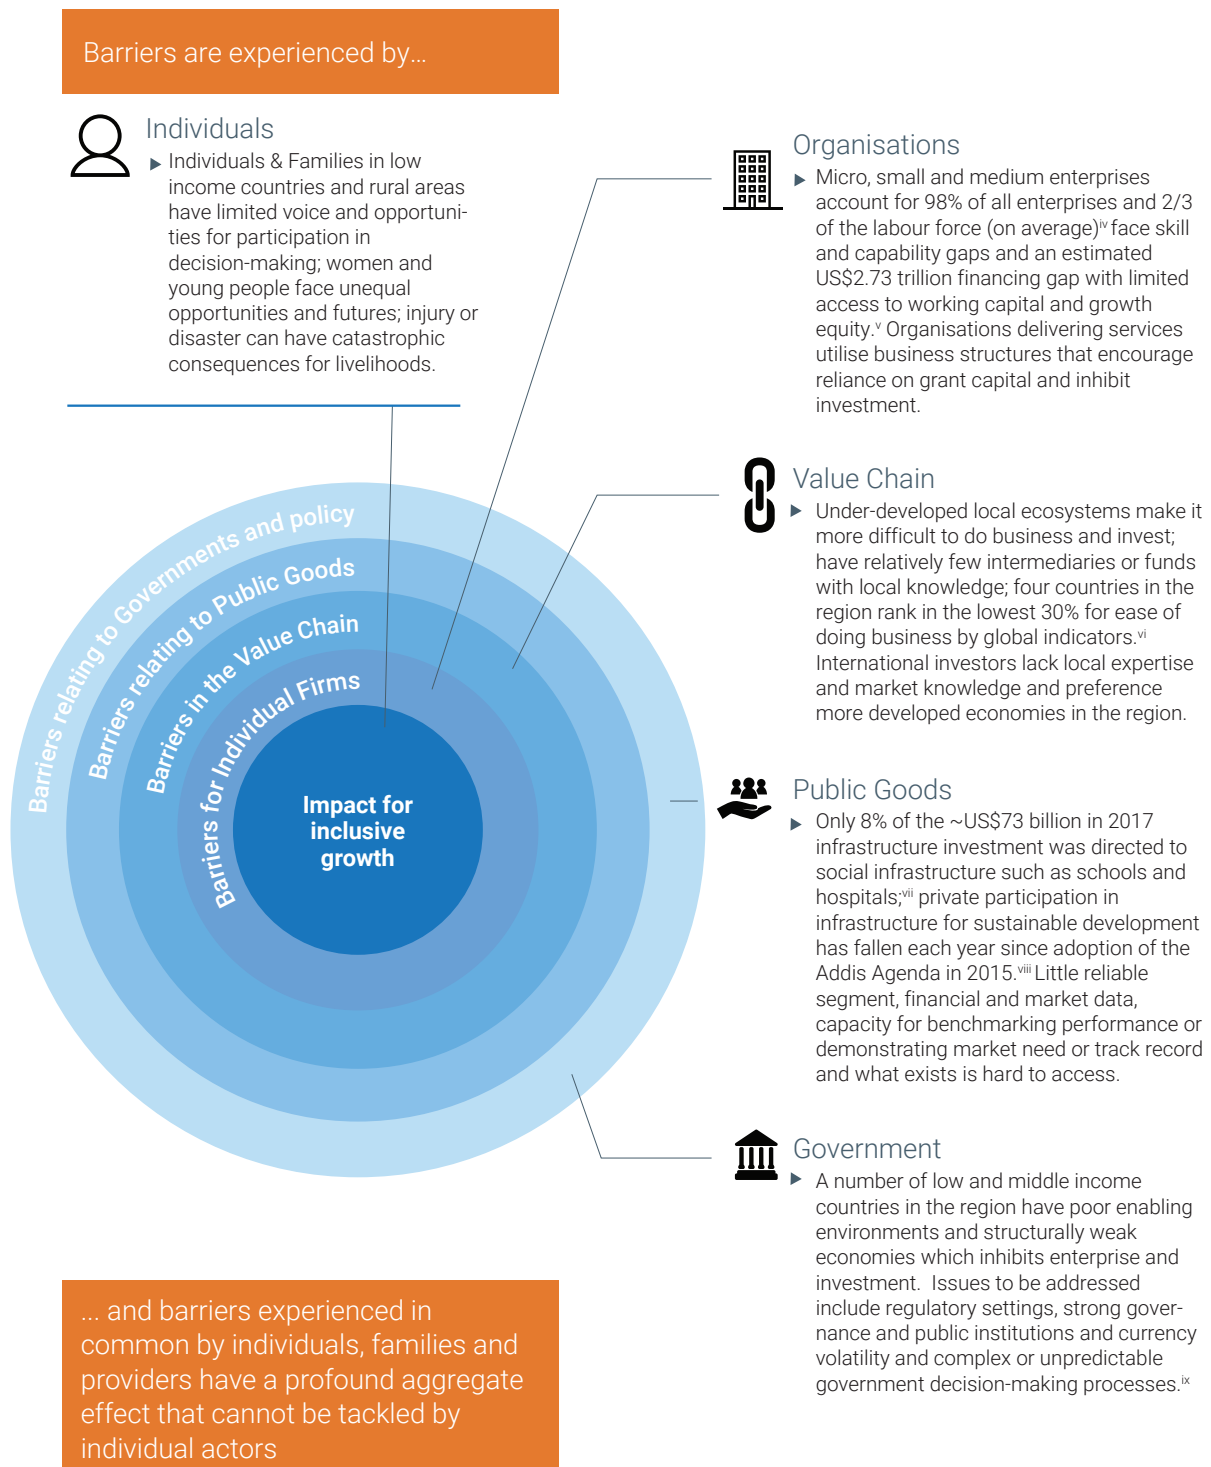 Barriers are experienced by...
Individuals
Individuals & Families in low
income countries and rural areas
have limited voice and opportuni-
ties for participation in
decision-making; women and
young people face unequal
opportunities and futures; injury or
disaster can have catastrophic
consequences for livelihoods.
Organisations
Micro, small and medium enterprises
account for 98% of all enterprises and 2/3
of the labour force (on average)iv face skill
and capability gaps and an estimated
US$2.73 trillion financing gap with limited
access to working capital and growth
equity.v Organisations delivering services
utilise business structures that encourage
reliance on grant capital and inhibit
investment.
Value Chain
Under-developed local ecosystems make it
more difficult to do business and invest;
have relatively few intermediaries or funds
with local knowledge; four countries in the
region rank in the lowest 30% for ease of
doing business by global indicators.vi
International investors lack local expertise
and market knowledge and preference
more developed economies in the region.
Public Goods
Only 8% of the ~US$73 billion in 2017
infrastructure investment was directed to
social infrastructure such as schools and
hospitals;vii private participation in
infrastructure for sustainable development
has fallen each year since adoption of the
Addis Agenda in 2015.viii Little reliable
segment, financial and market data,
capacity for benchmarking performance or
demonstrating market need or track record
and what exists is hard to access.
Government
A number of low and middle income
countries in the region have poor enabling
environments and structurally weak
economies which inhibits enterprise and
investment. Issues to be addressed
include regulatory settings, strong gover-
nance and public institutions and currency
volatility and complex or unpredictable
government decision-making processes.ix
Barriers relating to Governments and policy
Barriers relating to Public Goods
Barriers in the Value Chain
Barriers for Individual Firms
Impact for
inclusive
growth
... and barriers experienced in
common by individuals, families and
providers have a profound aggregate
effect that cannot be tackled by
individual actors